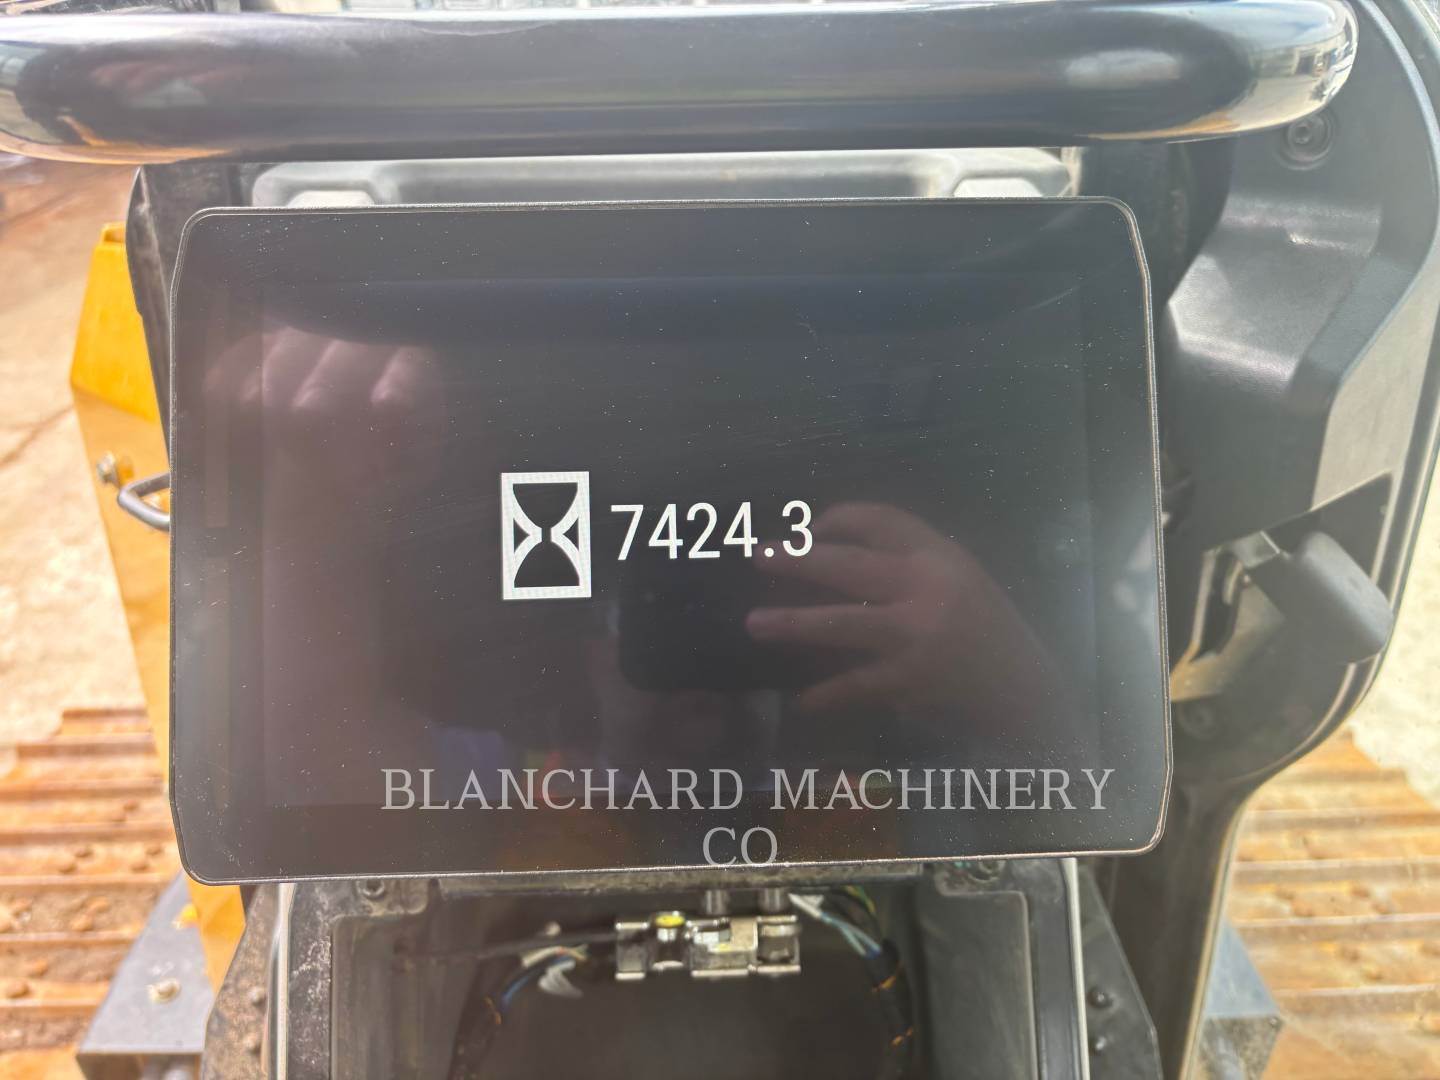 7424.3
BLANCHARD MACHINERY
CO.